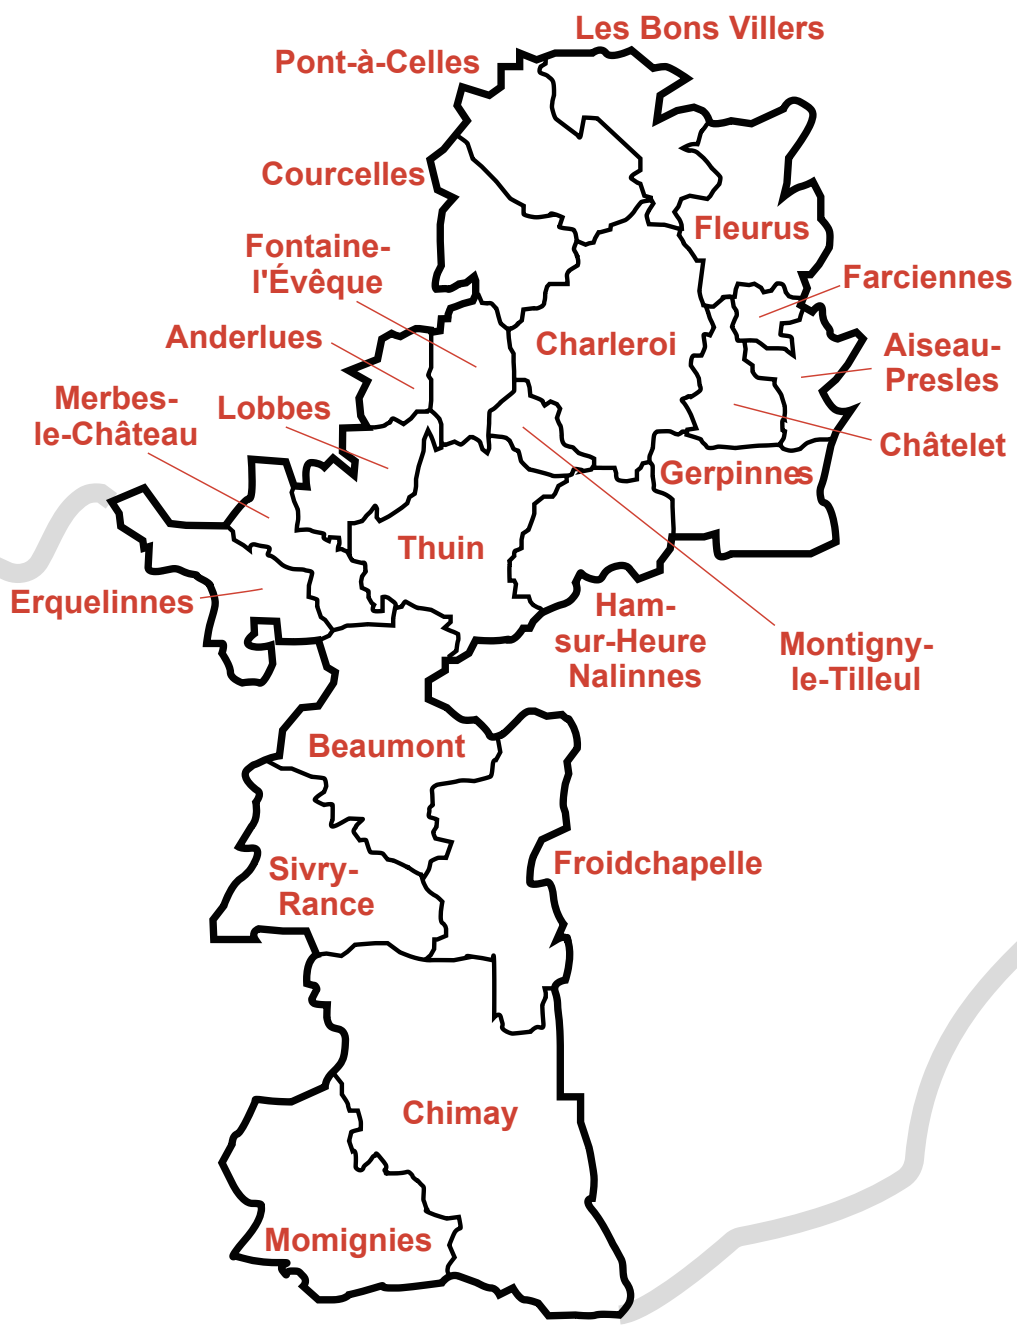 Les Bons Villers
Pont-à-Celles
Courcelles
Fleurus
Fontaine-
l'Évêque
Farciennes
Anderlues
Charleroi
Aiseau-
Presles
Merbes-
le-Château
Lobbes
Châtelet
Gerpinnes
Thuin
Erquelinnes
Ham-
sur-Heure
Nalinnes
Montigny-
le-Tilleul
Beaumont
Sivry-
Rance
Froidchapelle
Chimay
Momignies